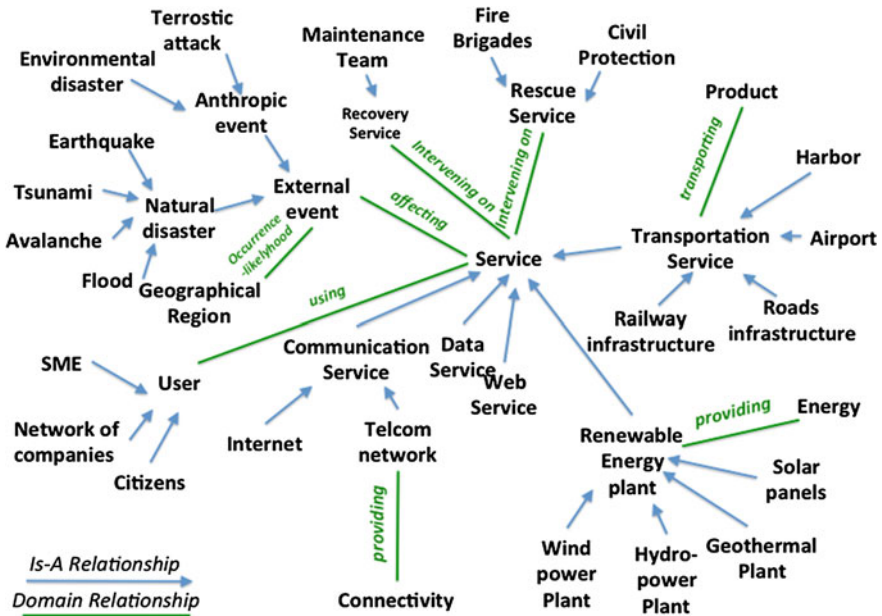 Terrostic
attack
Environmental
disaster
Anthropic
event
Earthquake
Tsunami
Natural
disaster
Avalanche
Flood
External
event
Occurrence
-likelyhood
Geographical
Region
Maintenance
Team
Recovery
Service
Fire
Brigades
Civil
Protection
Rescue
Service
Intervening on
intervening on
affecting
Service
using
Product
transporting
Harbor
Transportation
Service
Airport
Railway
infrastructure
Roads
infrastructure
SME
User
Network of
companies
Citizens
Communication
Service
Data
Service
Web
Service
Internet
Telcom
network
providing
Connectivity
Renewable
Energy
plant
providing
Energy
Solar
panels
Wind
power
Plant
Hydro-
power
Plant
Geothermal
Plant
Is-A Relationship
Domain Relationship